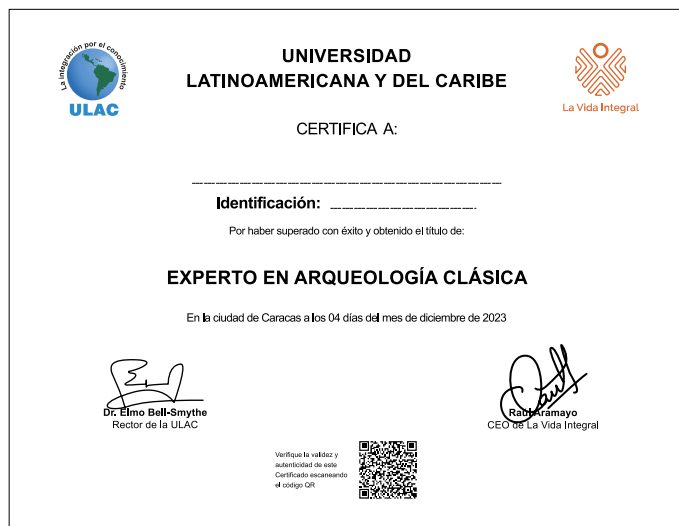 La integración por el conocimiento
ULAC
UNIVERSIDAD
LATINOAMERICANA Y DEL CARIBE
La Vida Integral
CERTIFICA A:
Identificación:
Por haber superado con éxito y obtenido el título de:
EXPERTO EN ARQUEOLOGÍA CLÁSICA
En la ciudad de Caracas a los 04 días del mes de diciembre de 2023
Dr. Elmo Bell-Smythe
Rector de la ULAC
Raúl Aramayo
CEO de La Vida Integral
Verifique la validez y
autenticidad de este
Certificado escaneando
el código QR